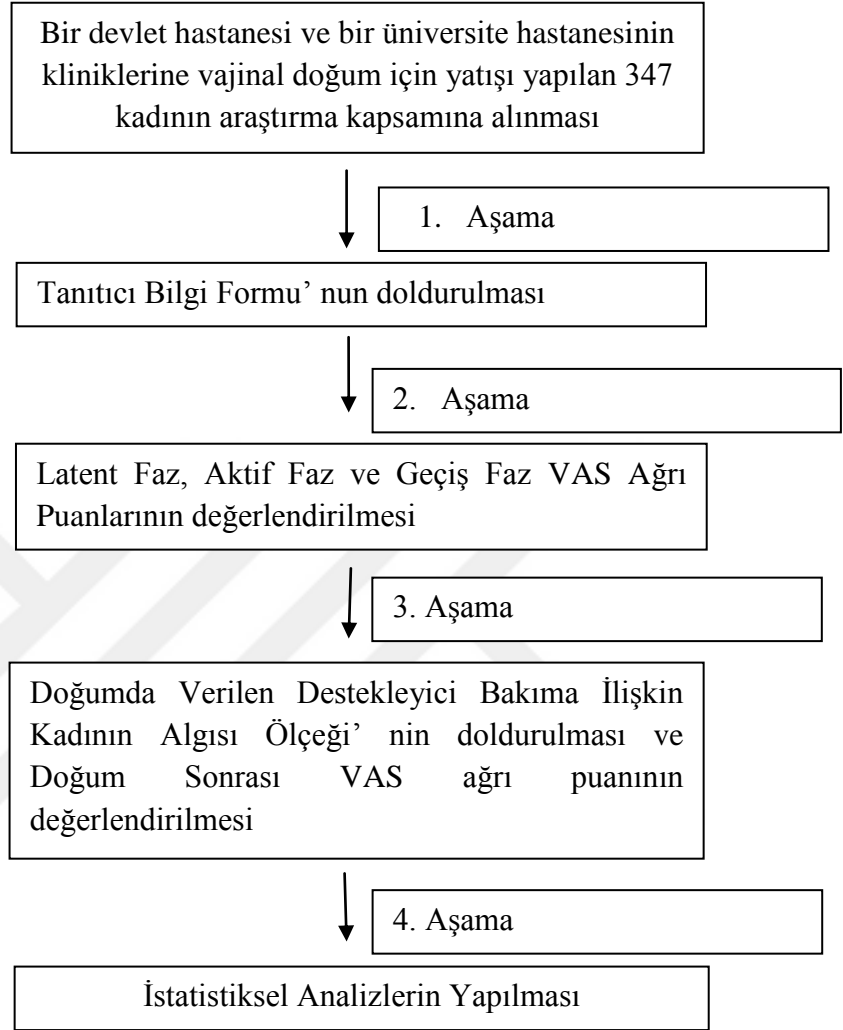 Bir devlet hastanesi ve bir üniversite hastanesinin
kliniklerine vajinal doğum için yatışı yapılan 347
kadının araştırma kapsamına alınması
1. Aşama
Tanıtıcı Bilgi Formu’ nun doldurulması
2. Aşama
Latent Faz, Aktif Faz ve Geçiş Faz VAS Ağrı
Puanlarının değerlendirilmesi
3. Aşama
Doğumda Verilen Destekleyici Bakıma İlişkin
Kadının Algısı Ölçeği’ nin doldurulması ve
Doğum Sonrası VAS ağrı puanının
değerlendirilmesi
4. Aşama
İstatistiksel Analizlerin Yapılması